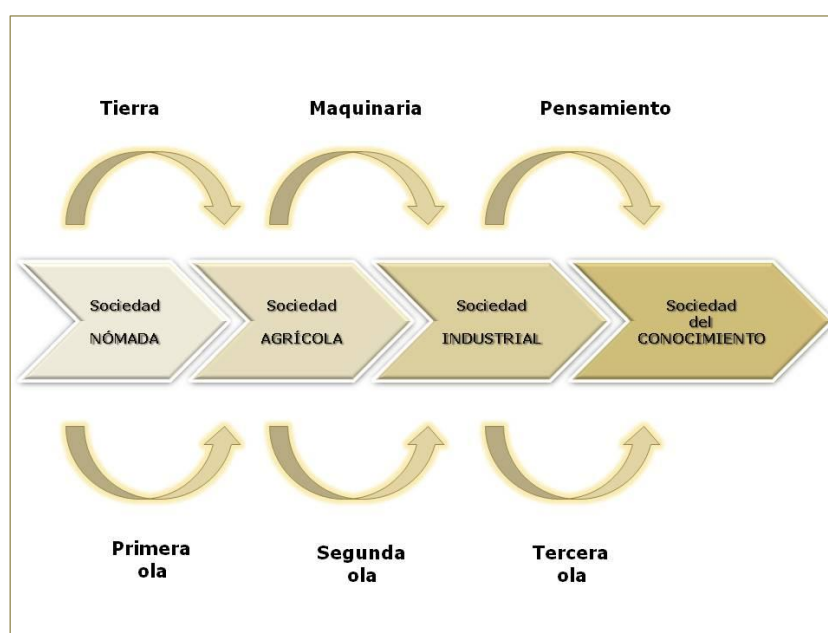 Tierra
Maquinaria
Pensamiento
Sociedad
NÓMADA
Sociedad
AGRÍCOLA
Sociedad
INDUSTRIAL
Sociedad
del
CONOCIMIENTO
Primera
ola
Segunda
ola
Tercera
ola